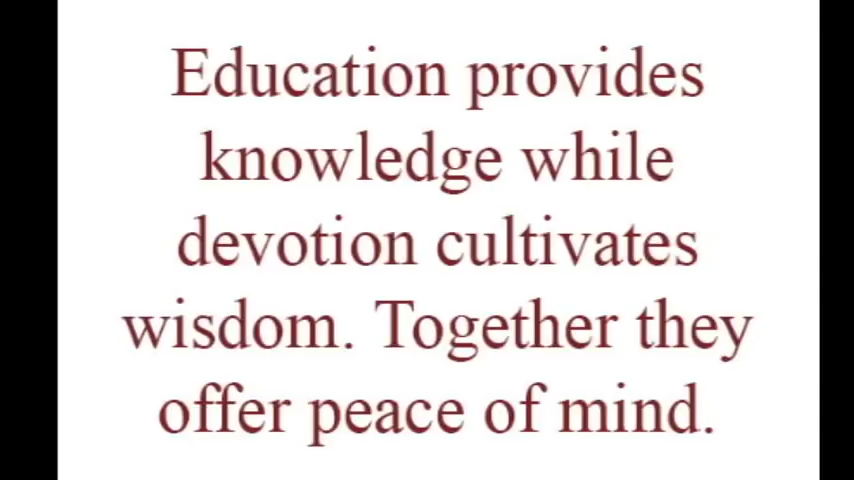 Education provides
knowledge while
devotion cultivates
wisdom. Together they
offer peace of mind.